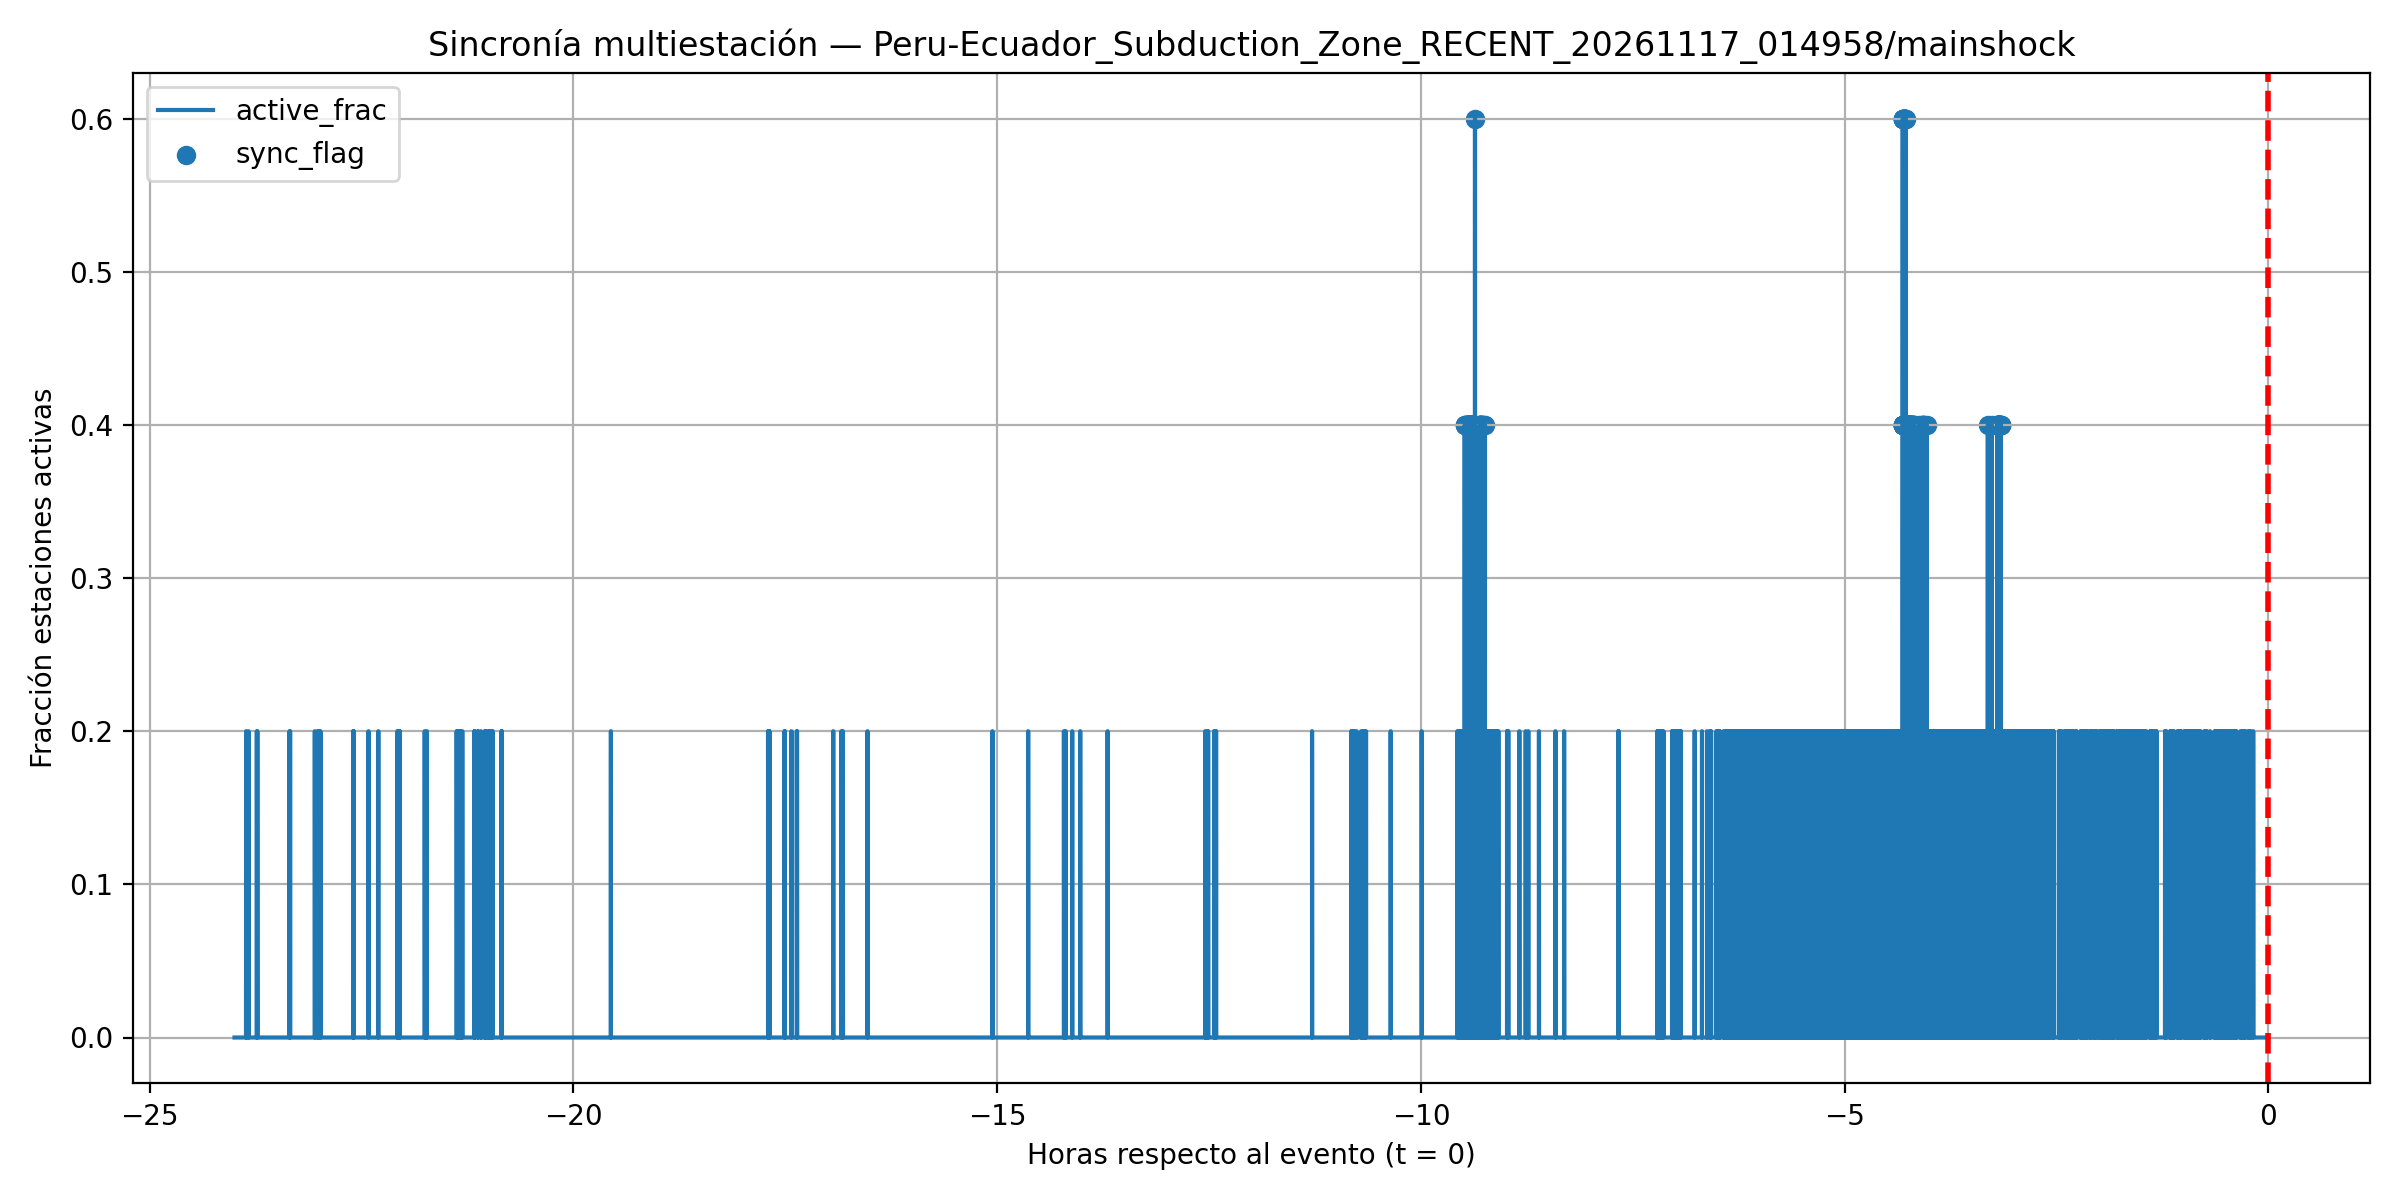 Sincronía multiestación — Peru-Ecuador_Subduction_Zone_RECENT_20261117_014958/mainshock
active_frac
sync_flag
Fracción estaciones activas
0.6
0.5
0.4
0.3
0.2
0.1
0.0
−25
−20
−15
−10
−5
0
Horas respecto al evento (t = 0)